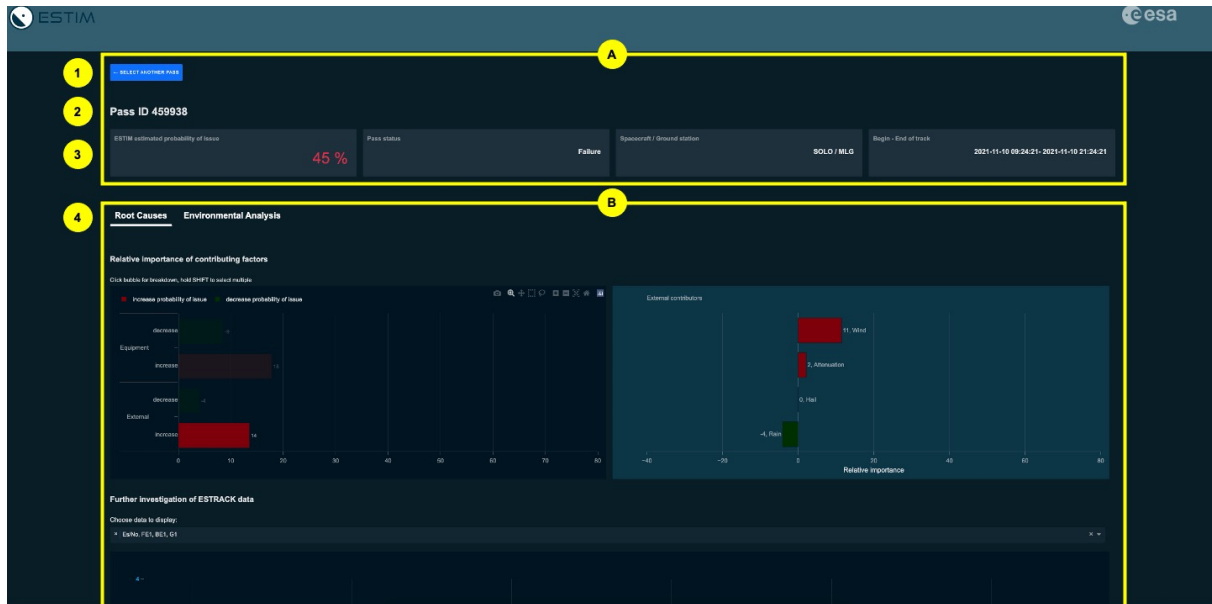 ESTIM
esa
A
1
← SELECT ANOTHER PASS
2
Pass ID 459938
3
ESTIM estimated probability of issue
45 %
Pass status
Failure
Spacecraft / Ground station
SOLO / MLG
Begin - End of track
2021-11-10 09:24:21- 2021-11-10 21:24:21
B
4
Root Causes Environmental Analysis
Relative importance of contributing factors
Click bubble for breakdown, hold SHIFT to select multiple
increase probability of issue decrease probability of issue
Equipment
decrease
increase
External
decrease -4
increase 14
0 10 20 30 40 50 60 70 80
External contributors
11, Wind
2, Attenuation
0, Hail
-4, Rain
-40 -20 0 20 40 60 80
Relative importance
Further investigation of ESTRACK data
Choose data to display:
× Es/No, FE1, BE1, G1
4